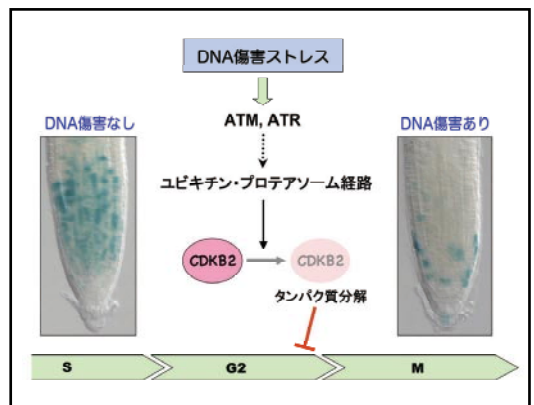 DNA傷害ストレス
DNA傷害なし
ATM, ATR
DNA傷害あり
ユビキチン・プロテアソーム経路
CDKB2
CDKB2
タンパク質分解
S
G2
M